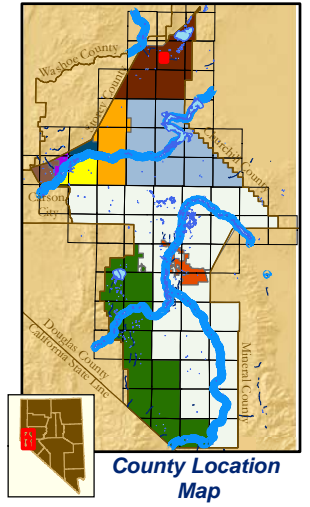 Washoe County
Storey County
Churchill County
Carson
City
Douglas County
California State Line
Mineral County
County Location
Map